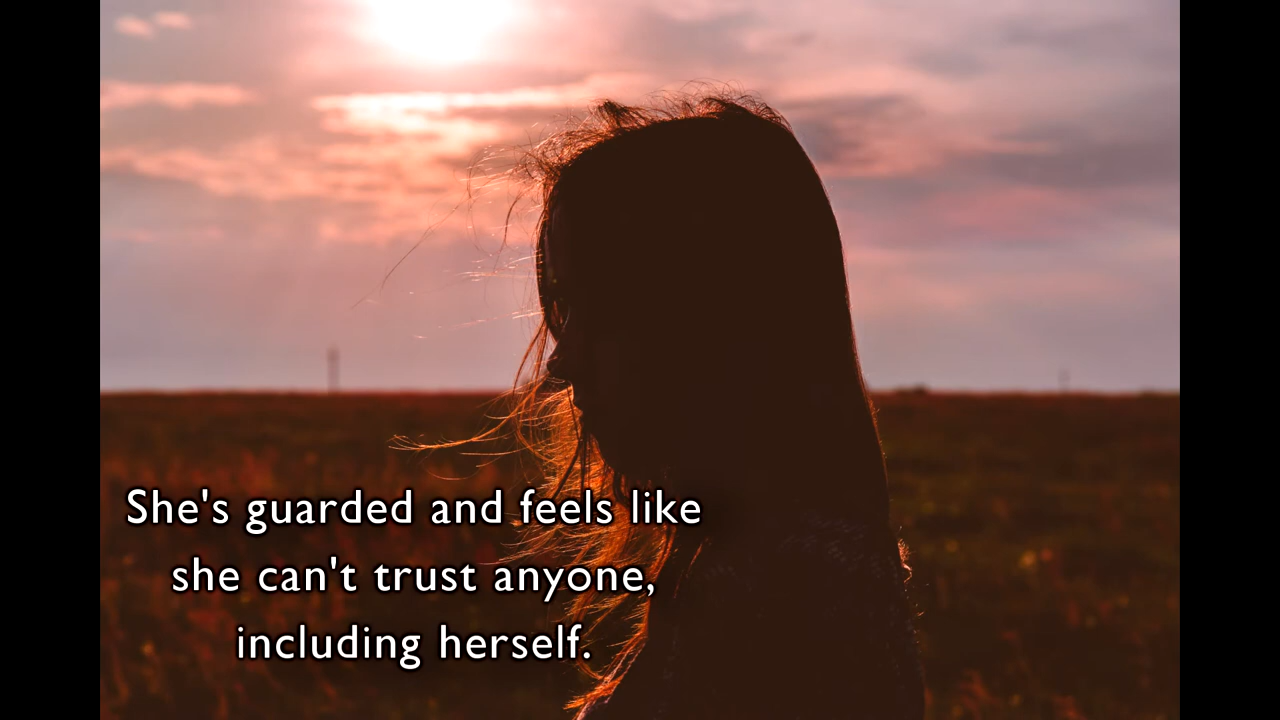 She's guarded and feels like
she can't trust anyone,
including herself.